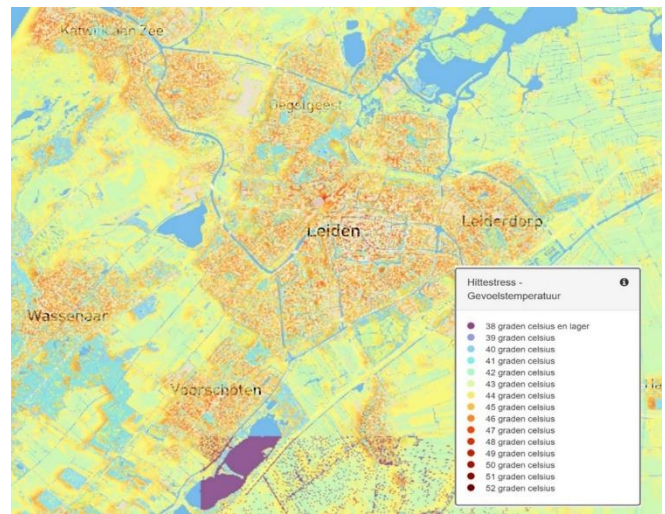 Katwijk aan Zee
Oegstgeest
Leiden
Leiderdorp
Wassenaar
Voorschoten
Hittestress -
Gevoelstemperatuur
38 graden celsius en lager
39 graden celsius
40 graden celsius
41 graden celsius
42 graden celsius
43 graden celsius
44 graden celsius
45 graden celsius
46 graden celsius
47 graden celsius
48 graden celsius
49 graden celsius
50 graden celsius
51 graden celsius
52 graden celsius